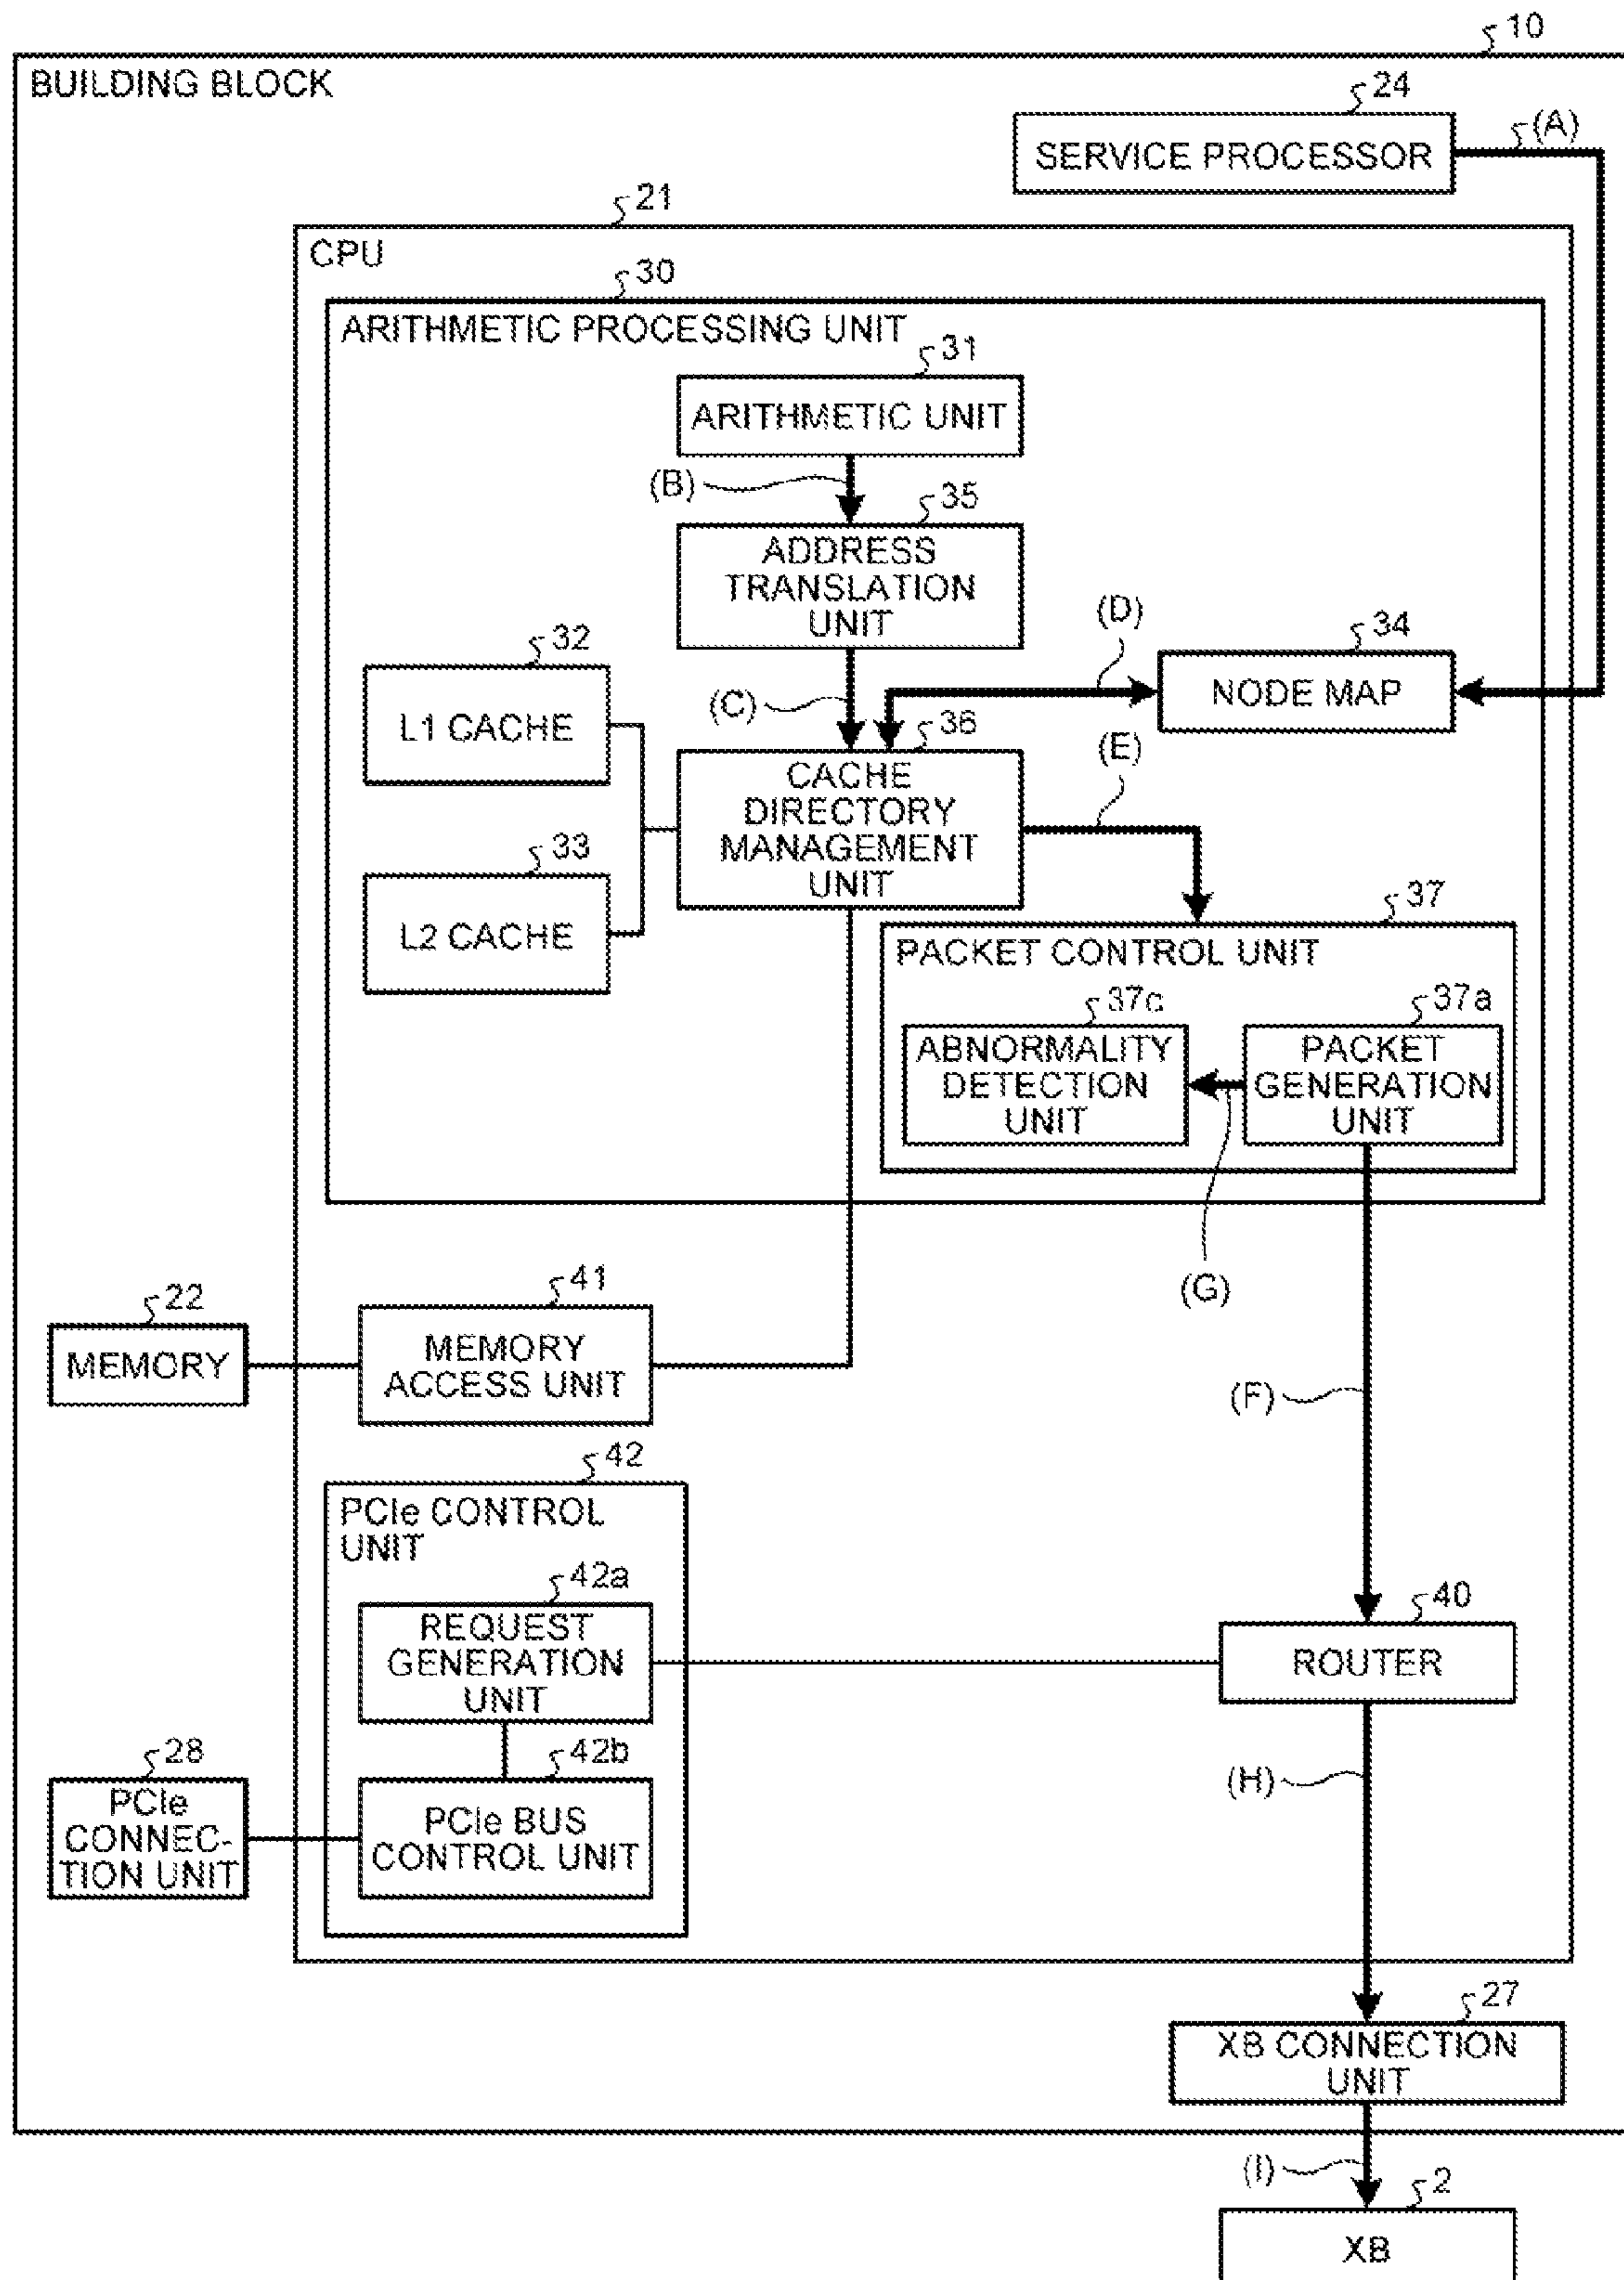 10
BUILDING BLOCK
24
SERVICE PROCESSOR
(A)
21
CPU
30
ARITHMETIC PROCESSING UNIT
31
ARITHMETIC UNIT
(B)
35
ADDRESS
TRANSLATION
UNIT
(D)
34
NODE MAP
32
L1 CACHE
(C)
36
CACHE
DIRECTORY
MANAGEMENT
UNIT
(E)
33
L2 CACHE
37
PACKET CONTROL UNIT
37c
ABNORMALITY
DETECTION
UNIT
37a
PACKET
GENERATION
UNIT
(G)
22
MEMORY
41
MEMORY
ACCESS UNIT
(F)
42
PCIe CONTROL
UNIT
42a
REQUEST
GENERATION
UNIT
40
ROUTER
28
PCIe
CONNEC-
TION UNIT
42b
PCIe BUS
CONTROL UNIT
(H)
27
XB CONNECTION
UNIT
(I)
2
XB